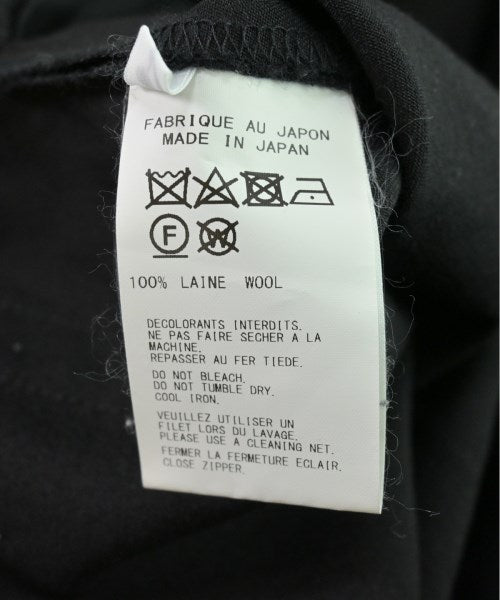 FABRIQUE AU JAPON
MADE IN JAPAN
F W
100% LAINE WOOL
DECOLORANTS INTERDITS.
NE PAS FAIRE SECHER A LA
MACHINE.
REPASSER AU FER TIEDE.
DO NOT BLEACH.
DO NOT TUMBLE DRY.
COOL IRON.
VEUILLEZ UTILISER UN
FILET LORS DU LAVAGE.
PLEASE USE A CLEANING NET.
FERMER LA FERMETURE ECLAIR.
CLOSE ZIPPER.